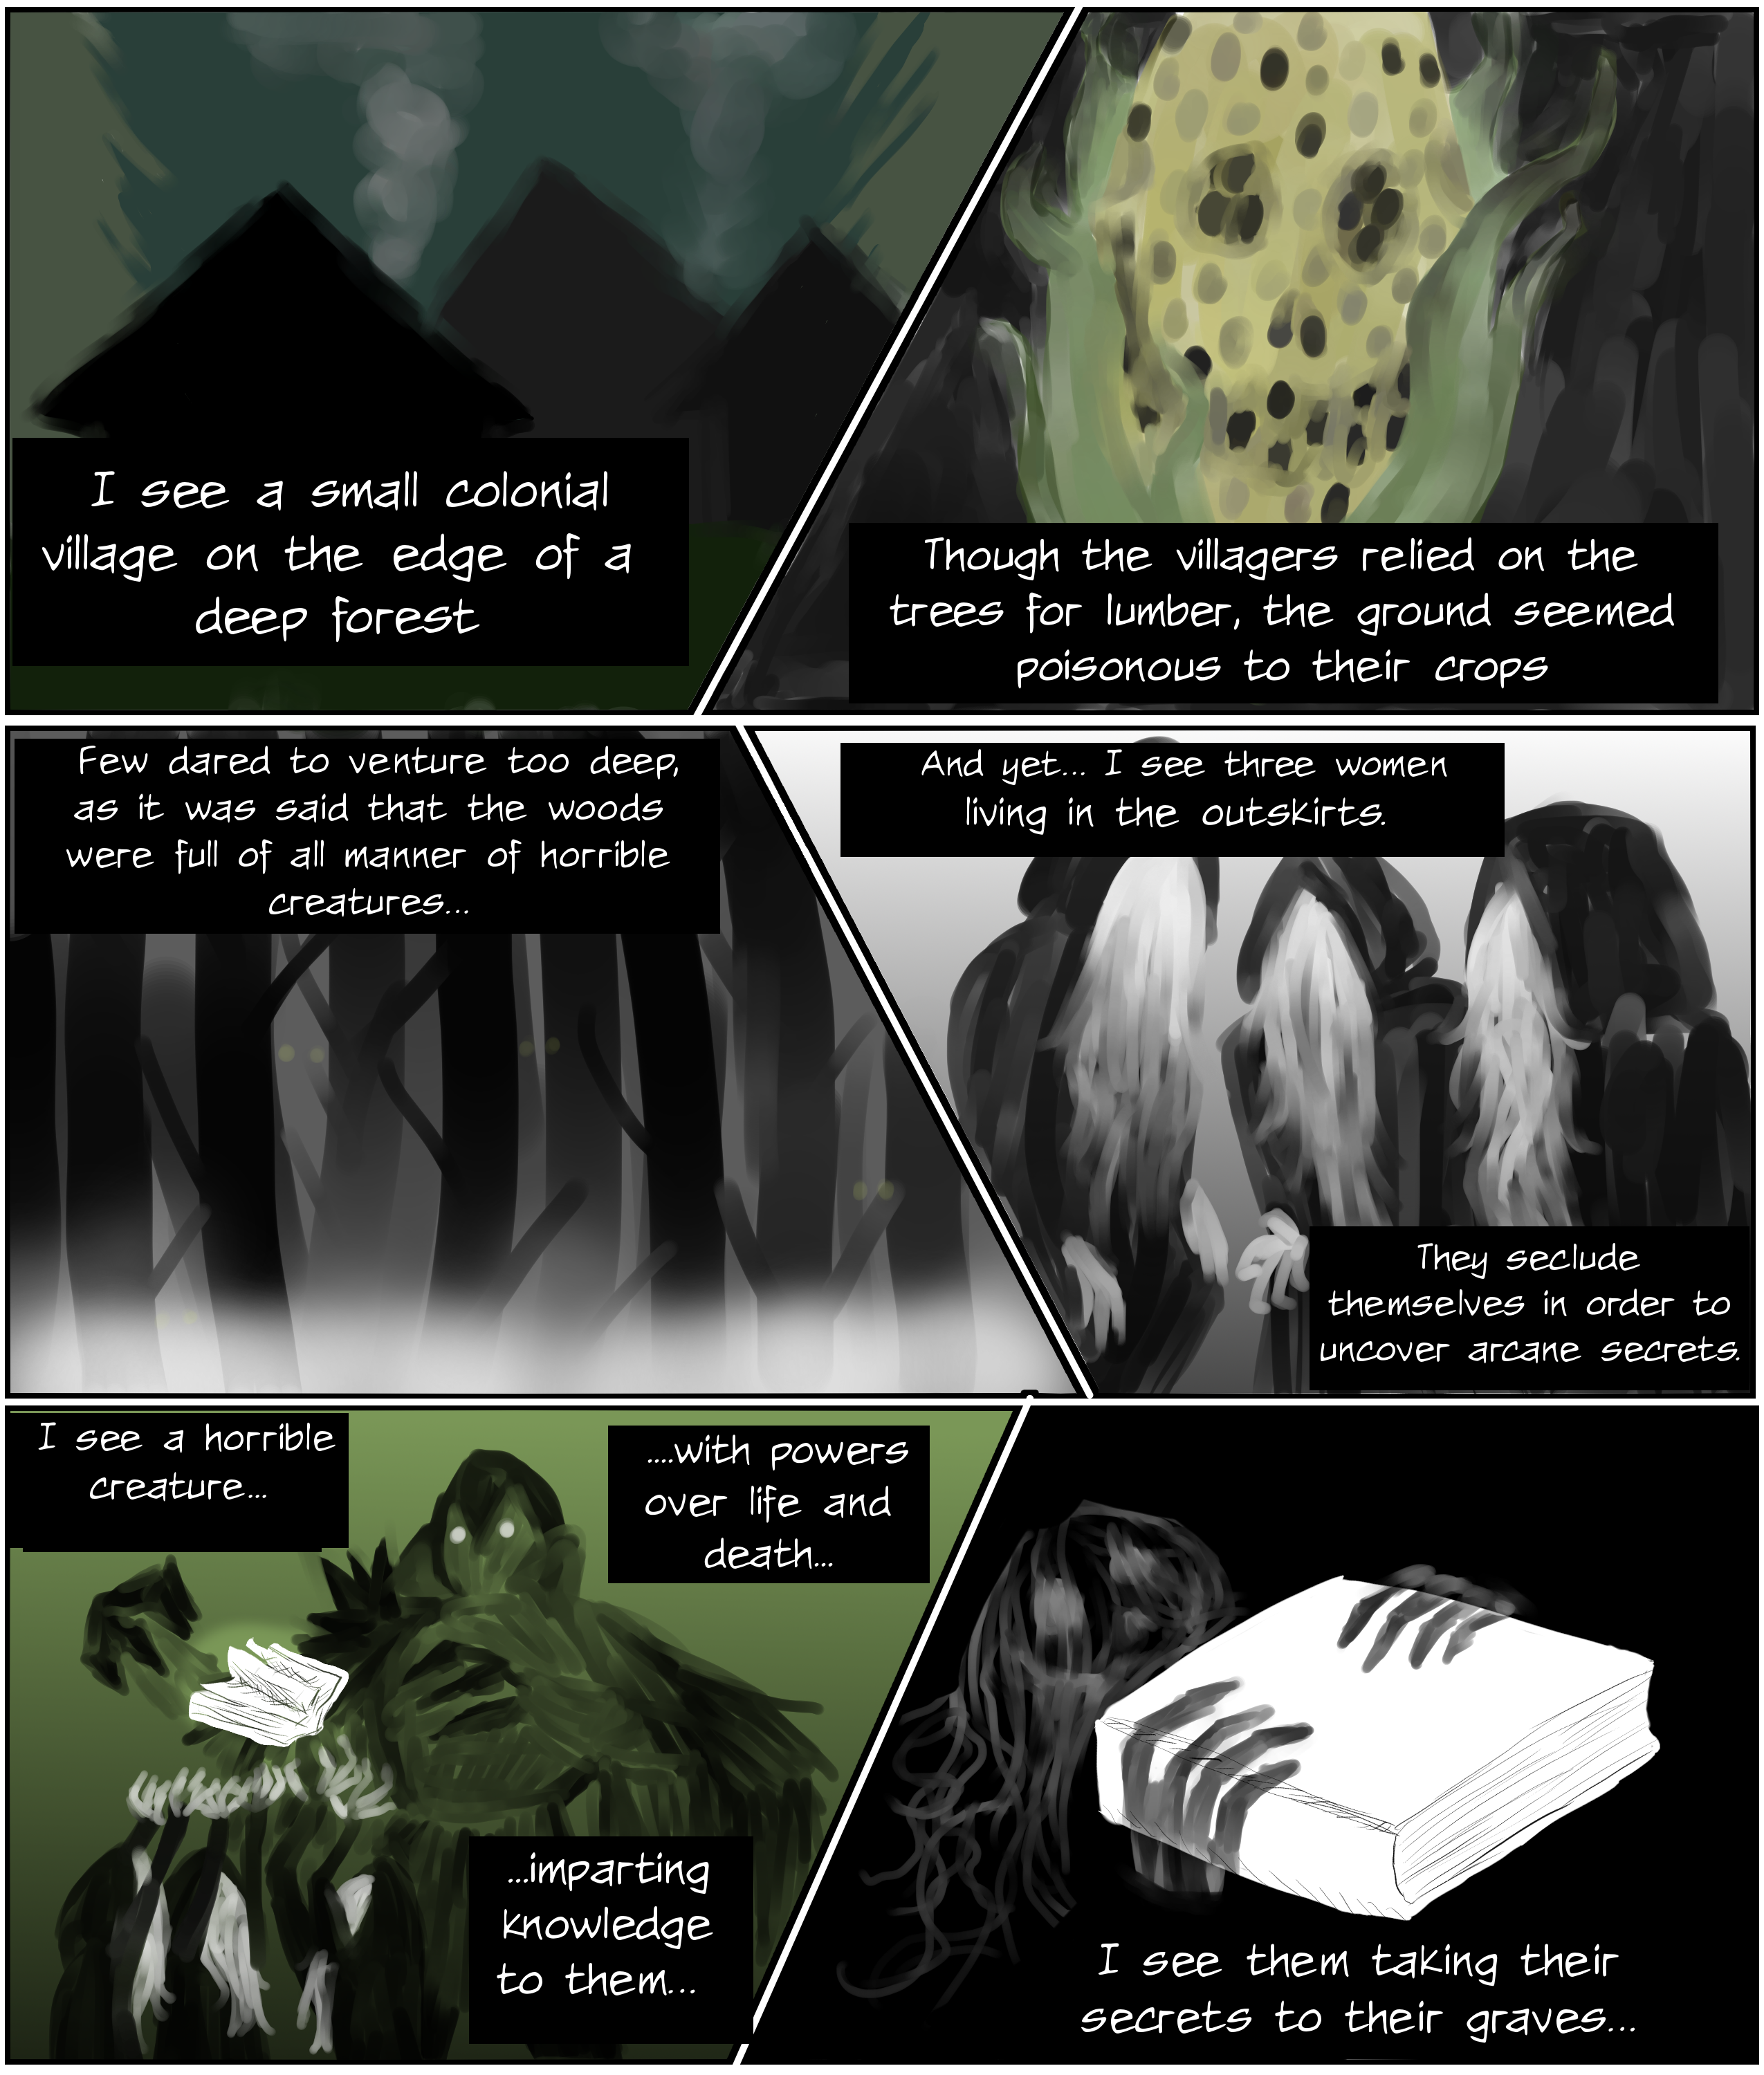 I see a small colonial
village on the edge of a
deep forest
Though the villagers relied on the
trees for lumber, the ground seemed
poisonous to their crops
Few dared to venture too deep,
as it was said that the woods
were full of all manner of horrible
creatures...
And yet... I see three women
living in the outskirts.
They seclude
themselves in order to
uncover arcane secrets.
I see a horrible
creature...
....with powers
over life and
death...
...imparting
knowledge
to them...
I see them taking their
secrets to their graves...